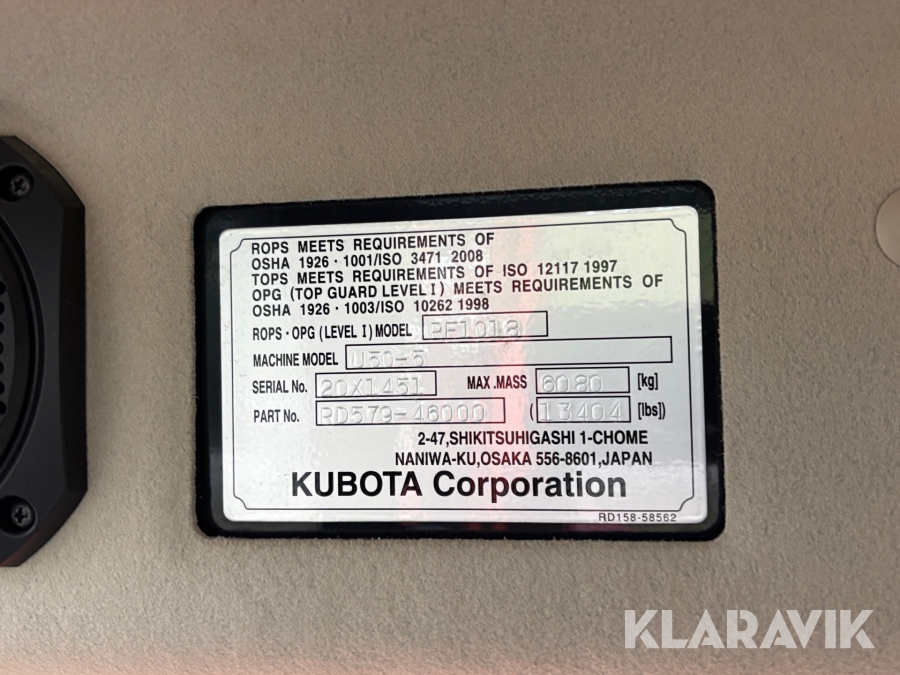 ROPS MEETS REQUIREMENTS OF
OSHA 1926・1001/ISO 3471 2008
TOPS MEETS REQUIREMENTS OF ISO 12117 1997
OPG (TOP GUARD LEVEL I) MEETS REQUIREMENTS OF
OSHA 1926・1003/ISO 10262 1998
ROPS・OPG (LEVEL I) MODEL RF1018
MACHINE MODEL U50-5
SERIAL No. 20X1451 MAX.MASS 6080 [kg]
PART No. RD579-46000 (13404 [lbs])
2-47,SHIKITSUHIGASHI 1-CHOME
NANIWA-KU,OSAKA 556-8601,JAPAN
KUBOTA Corporation
RD158-58562
KLARAVIK